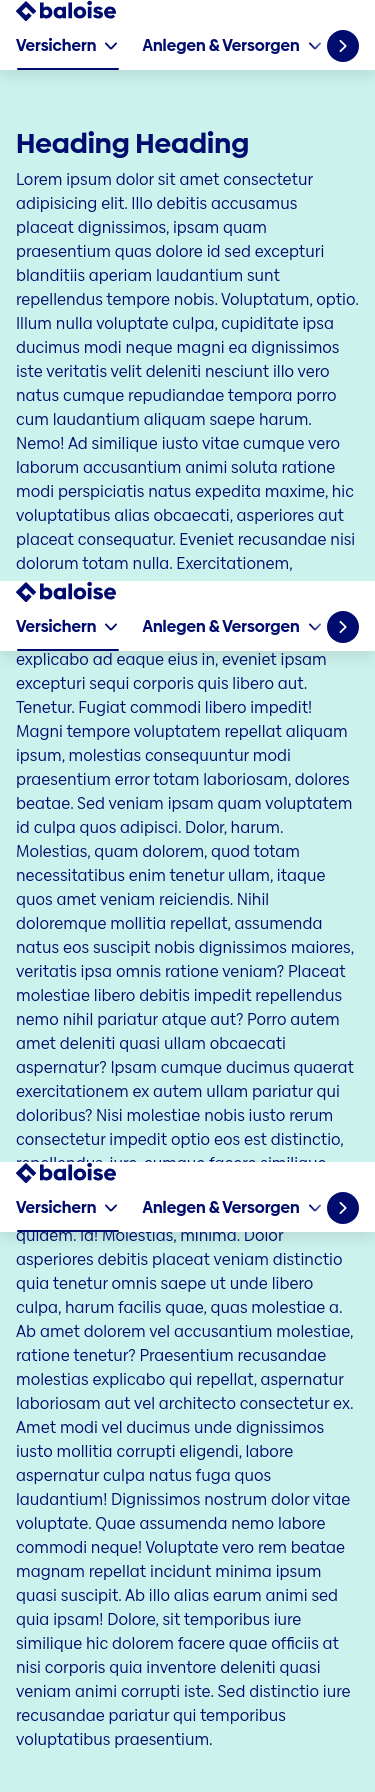 baloise
Versichern
Anlegen & Versorgen
Heading Heading
Lorem ipsum dolor sit amet consectetur
adipisicing elit. Illo debitis accusamus
placeat dignissimos, ipsam quam
praesentium quas dolore id sed excepturi
blanditiis aperiam laudantium sunt
repellendus tempore nobis. Voluptatum, optio.
Illum nulla voluptate culpa, cupiditate ipsa
ducimus modi neque magni ea dignissimos
iste veritatis velit deleniti nesciunt illo vero
natus cumque repudiandae tempora porro
cum laudantium aliquam saepe harum.
Nemo! Ad similique iusto vitae cumque vero
laborum accusantium animi soluta ratione
modi perspiciatis natus expedita maxime, hic
voluptatibus alias obcaecati, asperiores aut
placeat consequatur. Eveniet recusandae nisi
dolorum totam nulla. Exercitationem,
baloise
Versichern
Anlegen & Versorgen
explicabo ad eaque eius in, eveniet ipsam
excepturi sequi corporis quis libero aut.
Tenetur. Fugiat commodi libero impedit!
Magni tempore voluptatem repellat aliquam
ipsum, molestias consequuntur modi
praesentium error totam laboriosam, dolores
beatae. Sed veniam ipsam quam voluptatem
id culpa quos adipisci. Dolor, harum.
Molestias, quam dolorem, quod totam
necessitatibus enim tenetur ullam, itaque
quos amet veniam reiciendis. Nihil
doloremque mollitia repellat, assumenda
natus eos suscipit nobis dignissimos maiores,
veritatis ipsa omnis ratione veniam? Placeat
molestiae libero debitis impedit repellendus
nemo nihil pariatur atque aut? Porro autem
amet deleniti quasi ullam obcaecati
aspernatur? Ipsam cumque ducimus quaerat
exercitationem ex autem ullam pariatur qui
doloribus? Nisi molestiae nobis iusto rerum
consectetur impedit optio eos est distinctio,
repellendus, iure, cumque facere similique
baloise
Versichern
Anlegen & Versorgen
quidem. Id! Molestias, minima. Dolor
asperiores debitis placeat veniam distinctio
quia tenetur omnis saepe ut unde libero
culpa, harum facilis quae, quas molestiae a.
Ab amet dolorem vel accusantium molestiae,
ratione tenetur? Praesentium recusandae
molestias explicabo qui repellat, aspernatur
laboriosam aut vel architecto consectetur ex.
Amet modi vel ducimus unde dignissimos
iusto mollitia corrupti eligendi, labore
aspernatur culpa natus fuga quos
laudantium! Dignissimos nostrum dolor vitae
voluptate. Quae assumenda nemo labore
commodi neque! Voluptate vero rem beatae
magnam repellat incidunt minima ipsum
quasi suscipit. Ab illo alias earum animi sed
quia ipsam! Dolore, sit temporibus iure
similique hic dolorem facere quae officiis at
nisi corporis quia inventore deleniti quasi
veniam animi corrupti iste. Sed distinctio iure
recusandae pariatur qui temporibus
voluptatibus praesentium.